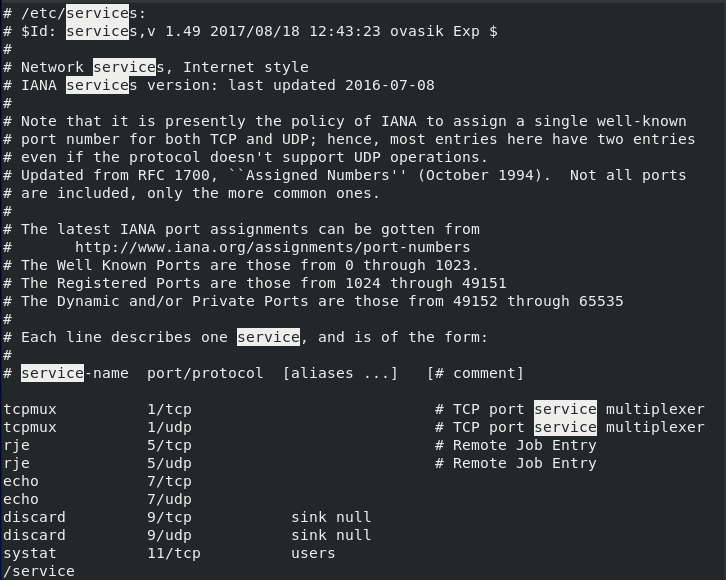 # /etc/services:
# $Id: services,v 1.49 2017/08/18 12:43:23 ovasik Exp $
#
# Network services, Internet style
# IANA services version: last updated 2016-07-08
#
# Note that it is presently the policy of IANA to assign a single well-known
# port number for both TCP and UDP; hence, most entries here have two entries
# even if the protocol doesn't support UDP operations.
# Updated from RFC 1700, ``Assigned Numbers'' (October 1994).  Not all ports
# are included, only the more common ones.
#
# The latest IANA port assignments can be gotten from
#       http://www.iana.org/assignments/port-numbers
# The Well Known Ports are those from 0 through 1023.
# The Registered Ports are those from 1024 through 49151
# The Dynamic and/or Private Ports are those from 49152 through 65535
#
# Each line describes one service, and is of the form:
#
# service-name  port/protocol  [aliases ...]   [# comment]

tcpmux          1/tcp                           # TCP port service multiplexer
tcpmux          1/udp                           # TCP port service multiplexer
rje             5/tcp                           # Remote Job Entry
rje             5/udp                           # Remote Job Entry
echo            7/tcp
echo            7/udp
discard         9/tcp           sink null
discard         9/udp           sink null
systat          11/tcp          users
/service